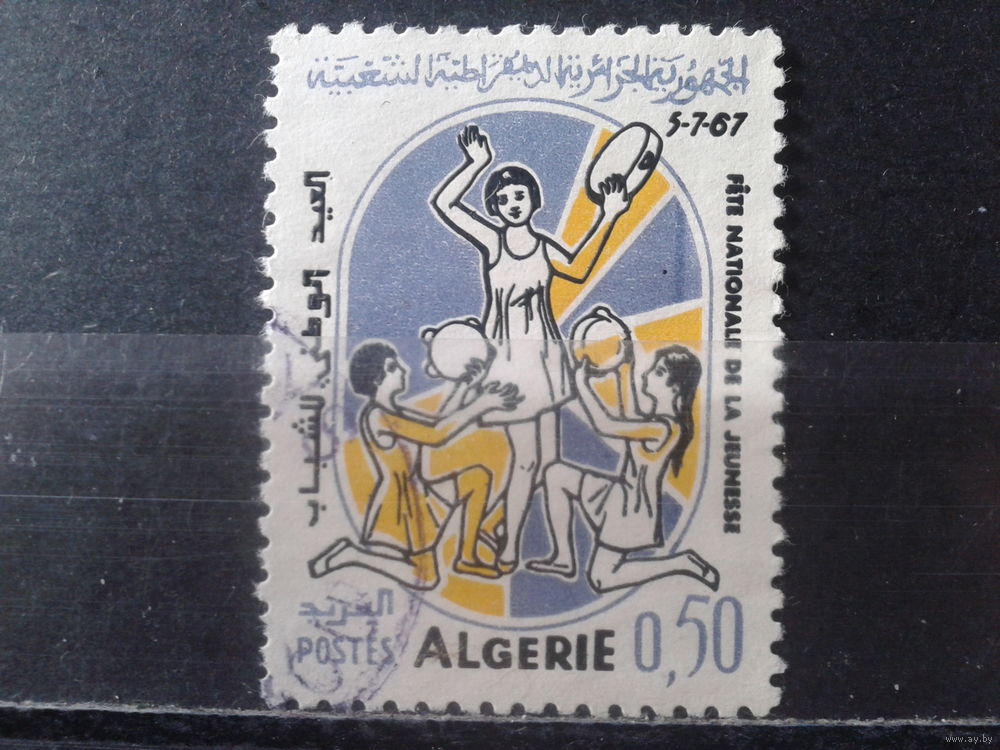 الجمهورية الجزائرية الديمقراطية الشعبية
5-7-67
العيد الوطني للشباب
FÊTE NATIONALE DE LA JEUNESSE
البريد
POSTES
ALGERIE
0,50
www.ay.by